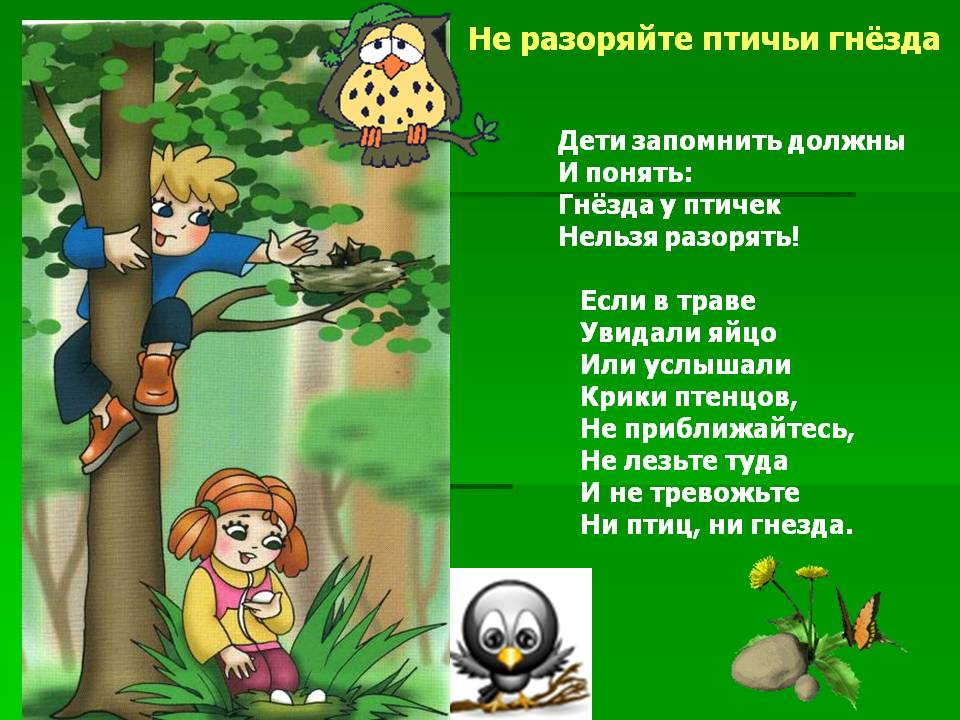 Не разоряйте птичьи гнёзда
Дети запомнить должны
И понять:
Гнёзда у птичек
Нельзя разорять!
Если в траве
Увидали яйцо
Или услышали
Крики птенцов,
Не приближайтесь,
Не лезьте туда
И не тревожьте
Ни птиц, ни гнезда.